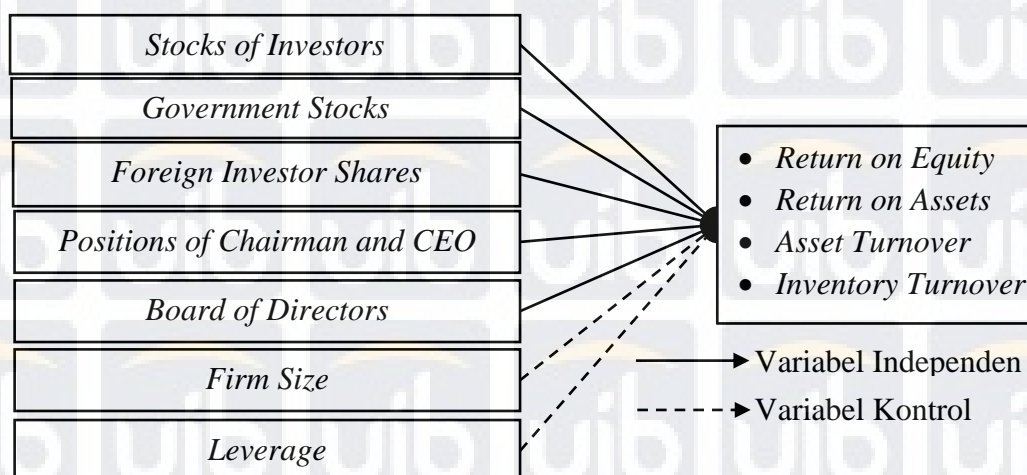 Stocks of Investors
Government Stocks
Foreign Investor Shares
Positions of Chairman and CEO
Board of Directors
Firm Size
Leverage
• Return on Equity
• Return on Assets
• Asset Turnover
• Inventory Turnover
Variabel Independen
Variabel Kontrol
uib